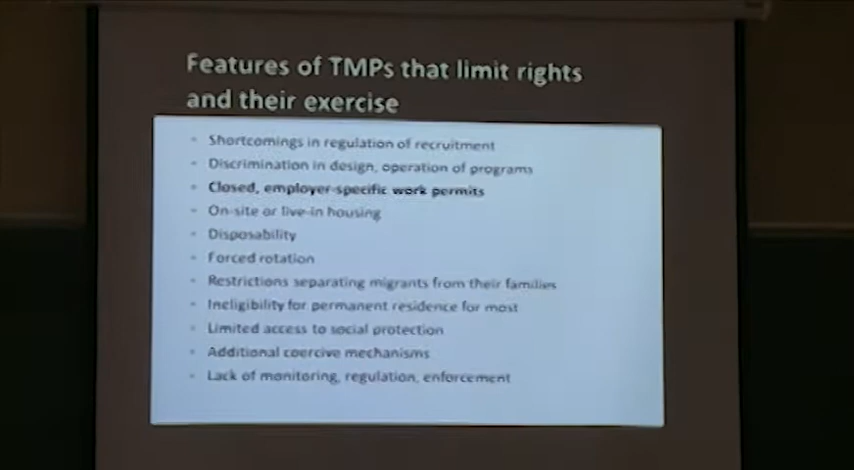 Features of TMPs that limit rights
and their exercise
Shortcomings in regulation of recruitment
Discrimination in design, operation of programs
Closed, employer-specific work permits
On-site or live-in housing
Disposability
Forced rotation
Restrictions separating migrants from their families
Ineligibility for permanent residence for most
Limited access to social protection
Additional coercive mechanisms
Lack of monitoring, regulation, enforcement